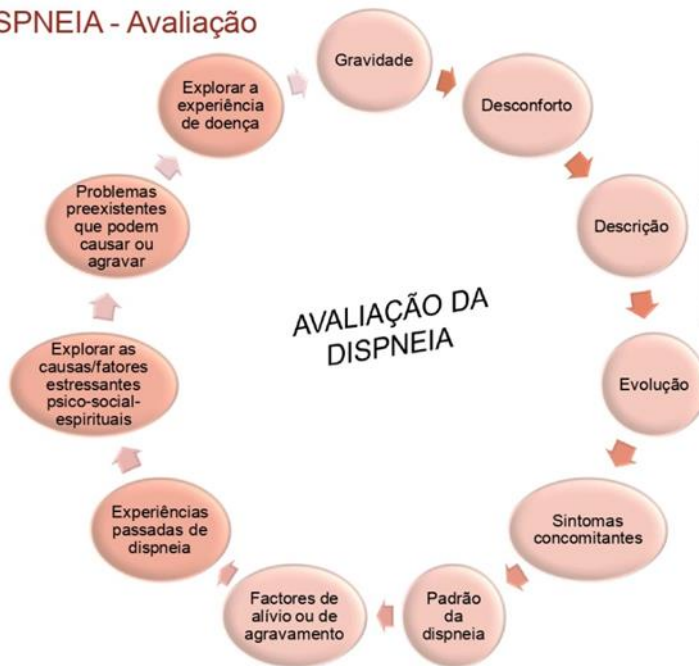 SPNEIA - Avaliação
Gravidade
Desconforto
Descrição
Evolução
Sintomas
concomitantes
Padrão
da
dispneia
Factores de
alívio ou de
agravamento
Experiências
passadas de
dispneia
Explorar as
causas/fatores
estressantes
psico-social-
espirituais
Problemas
preexistentes
que podem
causar ou
agravar
Explorar a
experiência
de doença
AVALIAÇÃO DA
DISPNEIA